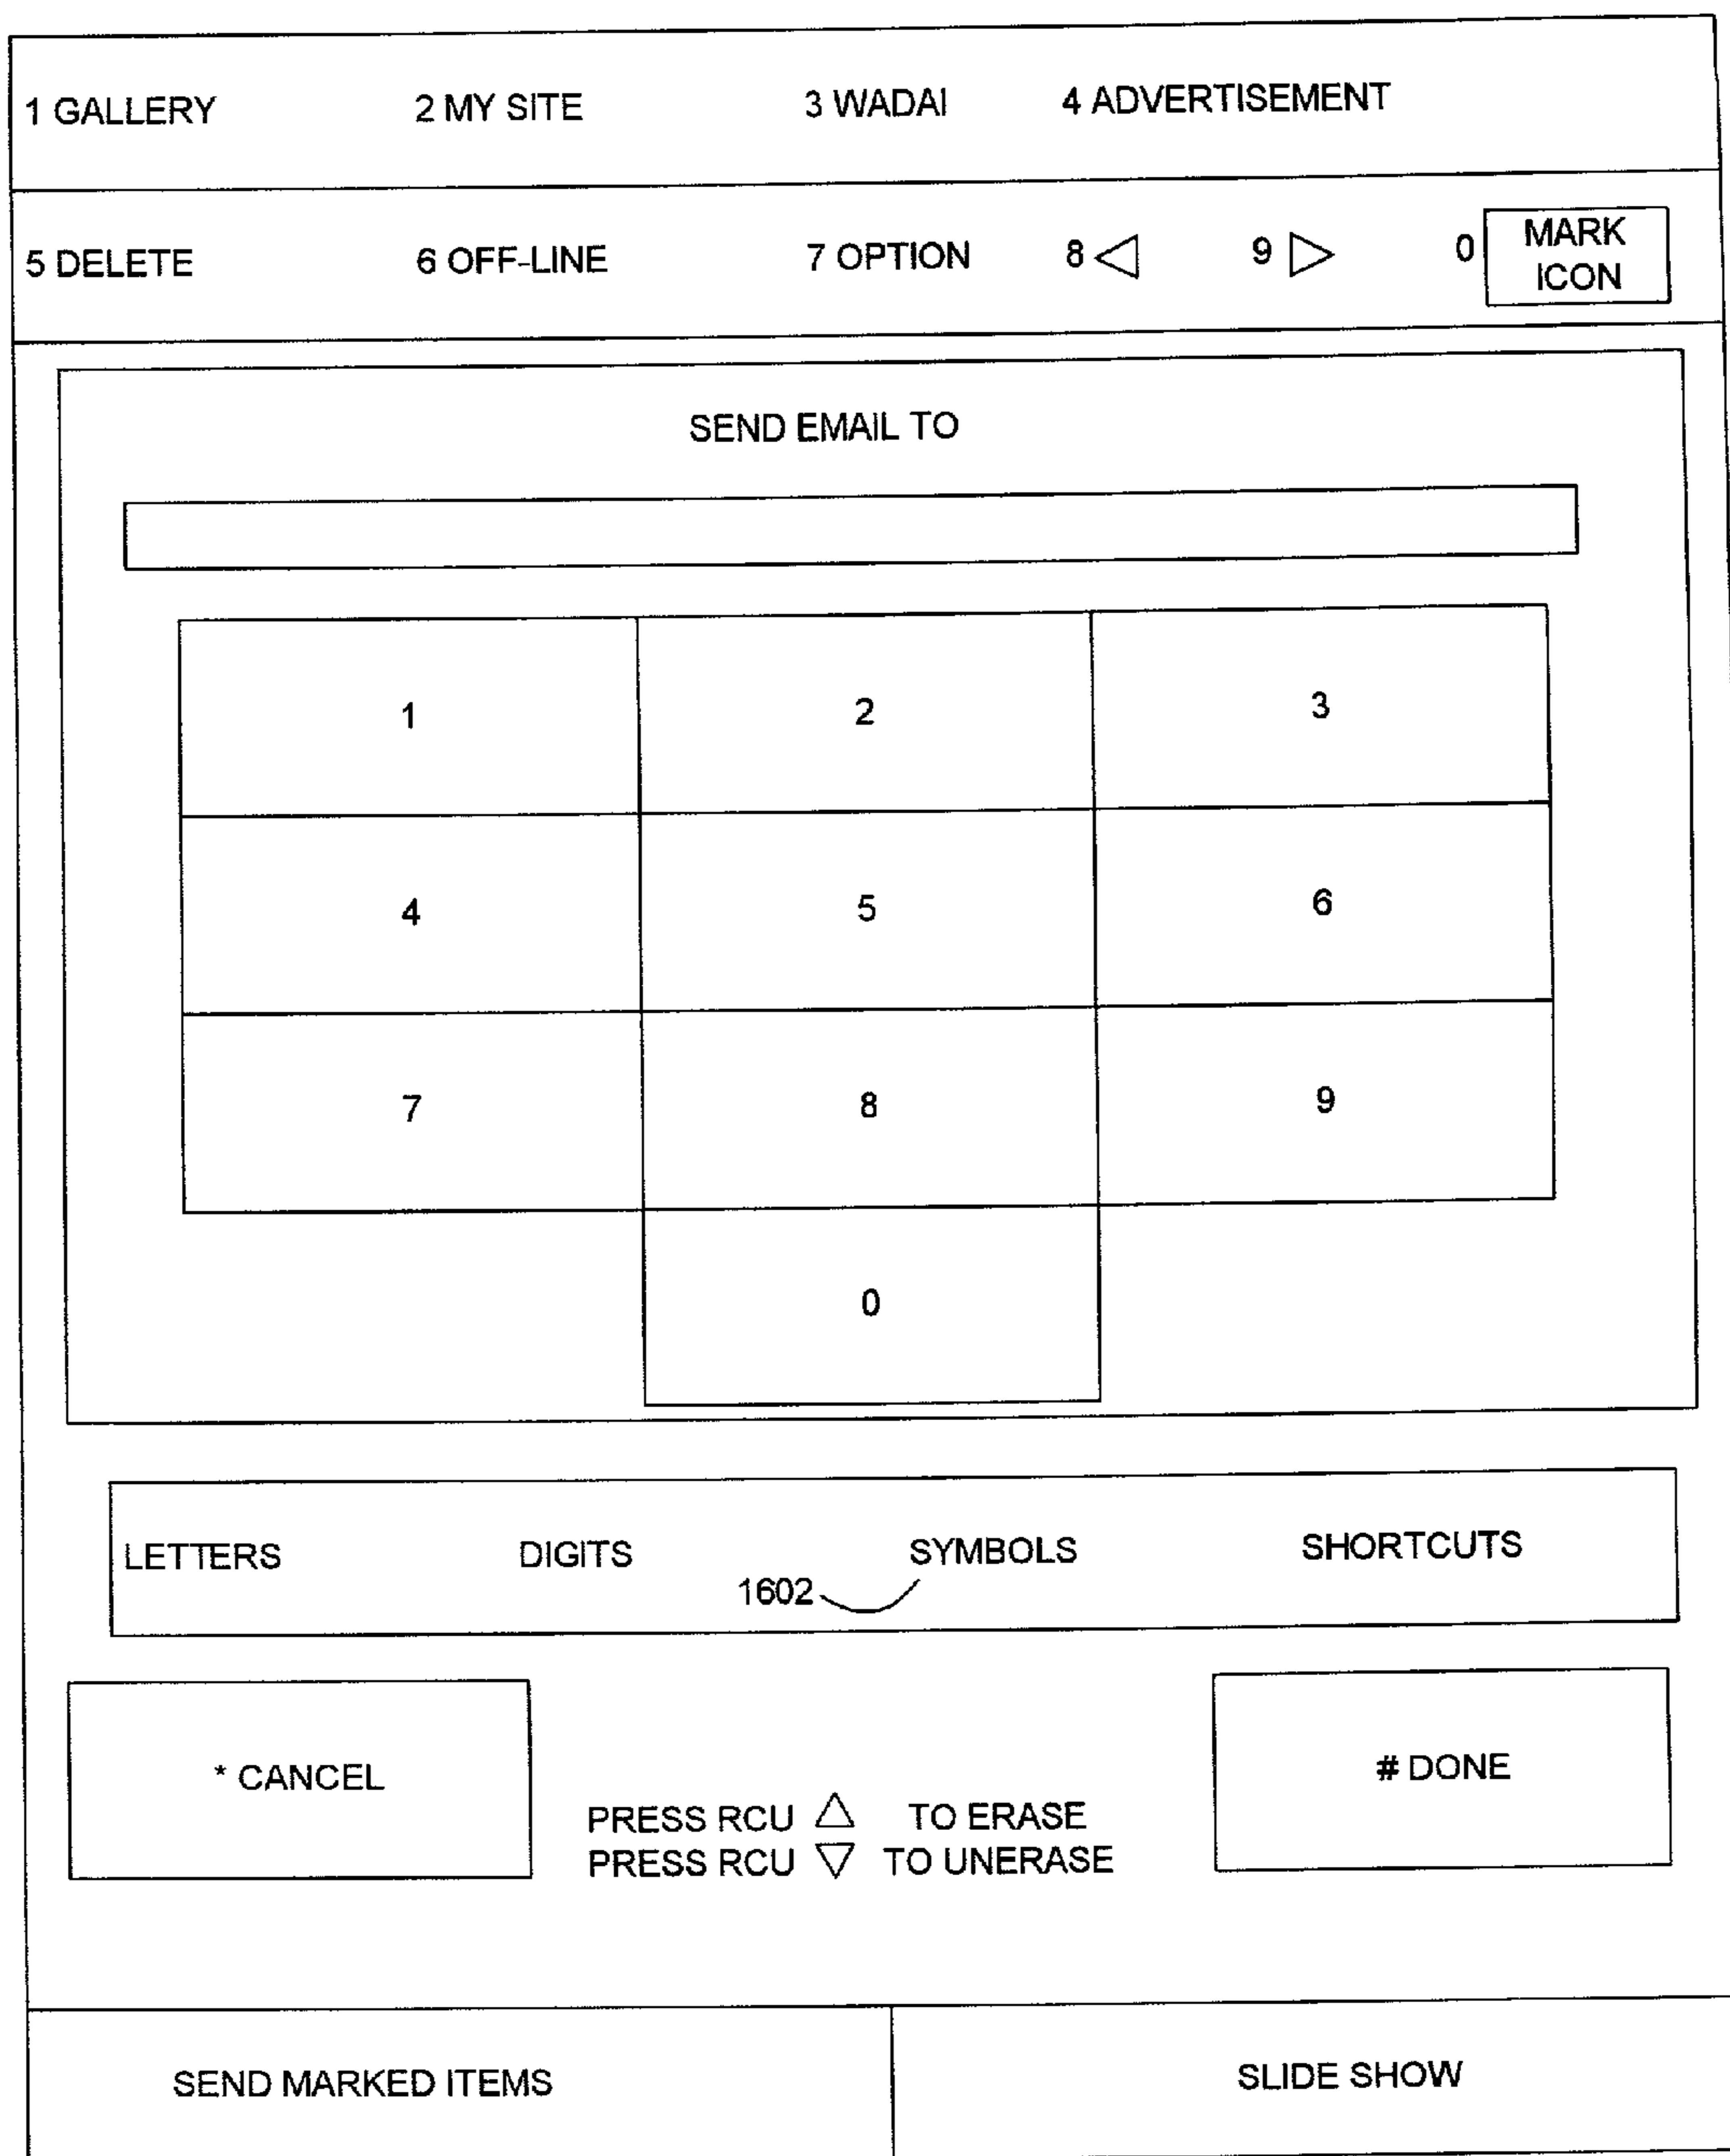 1 GALLERY 2 MY SITE 3 WADAI 4 ADVERTISEMENT
5 DELETE 6 OFF-LINE 7 OPTION 8 ◁ 9 ▷ 0 MARK
ICON
SEND EMAIL TO
1 2 3
4 5 6
7 8 9
0
LETTERS DIGITS SYMBOLS SHORTCUTS
1602
* CANCEL
# DONE
PRESS RCU △ TO ERASE
PRESS RCU ▽ TO UNERASE
SEND MARKED ITEMS SLIDE SHOW